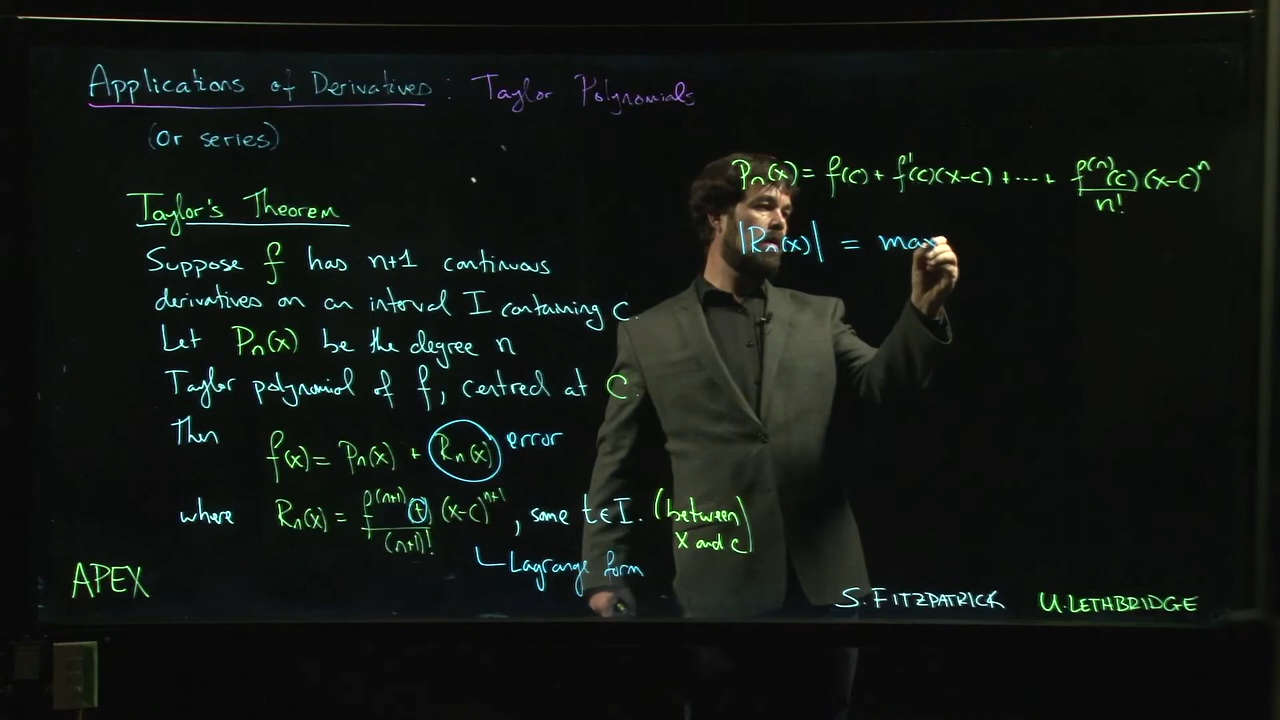 Applications of Derivatives: Taylor Polynomials
(Or series)
Taylor's Theorem
Suppose f has n+1 continuous
derivatives on an interval I containing c.
Let Pn(x) be the degree n
Taylor polynomial of f, centred at c.
Then f(x) = Pn(x) + Rn(x) error
where Rn(x) = f^(n+1)(t)/(n+1)! (x-c)^n+1, some t∈I. (between x and c)
Lagrange form
APEX
Pn(x) = f(c) + f'(c)(x-c) + ... + f^(n)(c)/n! (x-c)^n
|Rn(x)| = max
S. FITZPATRICK U. LETHBRIDGE